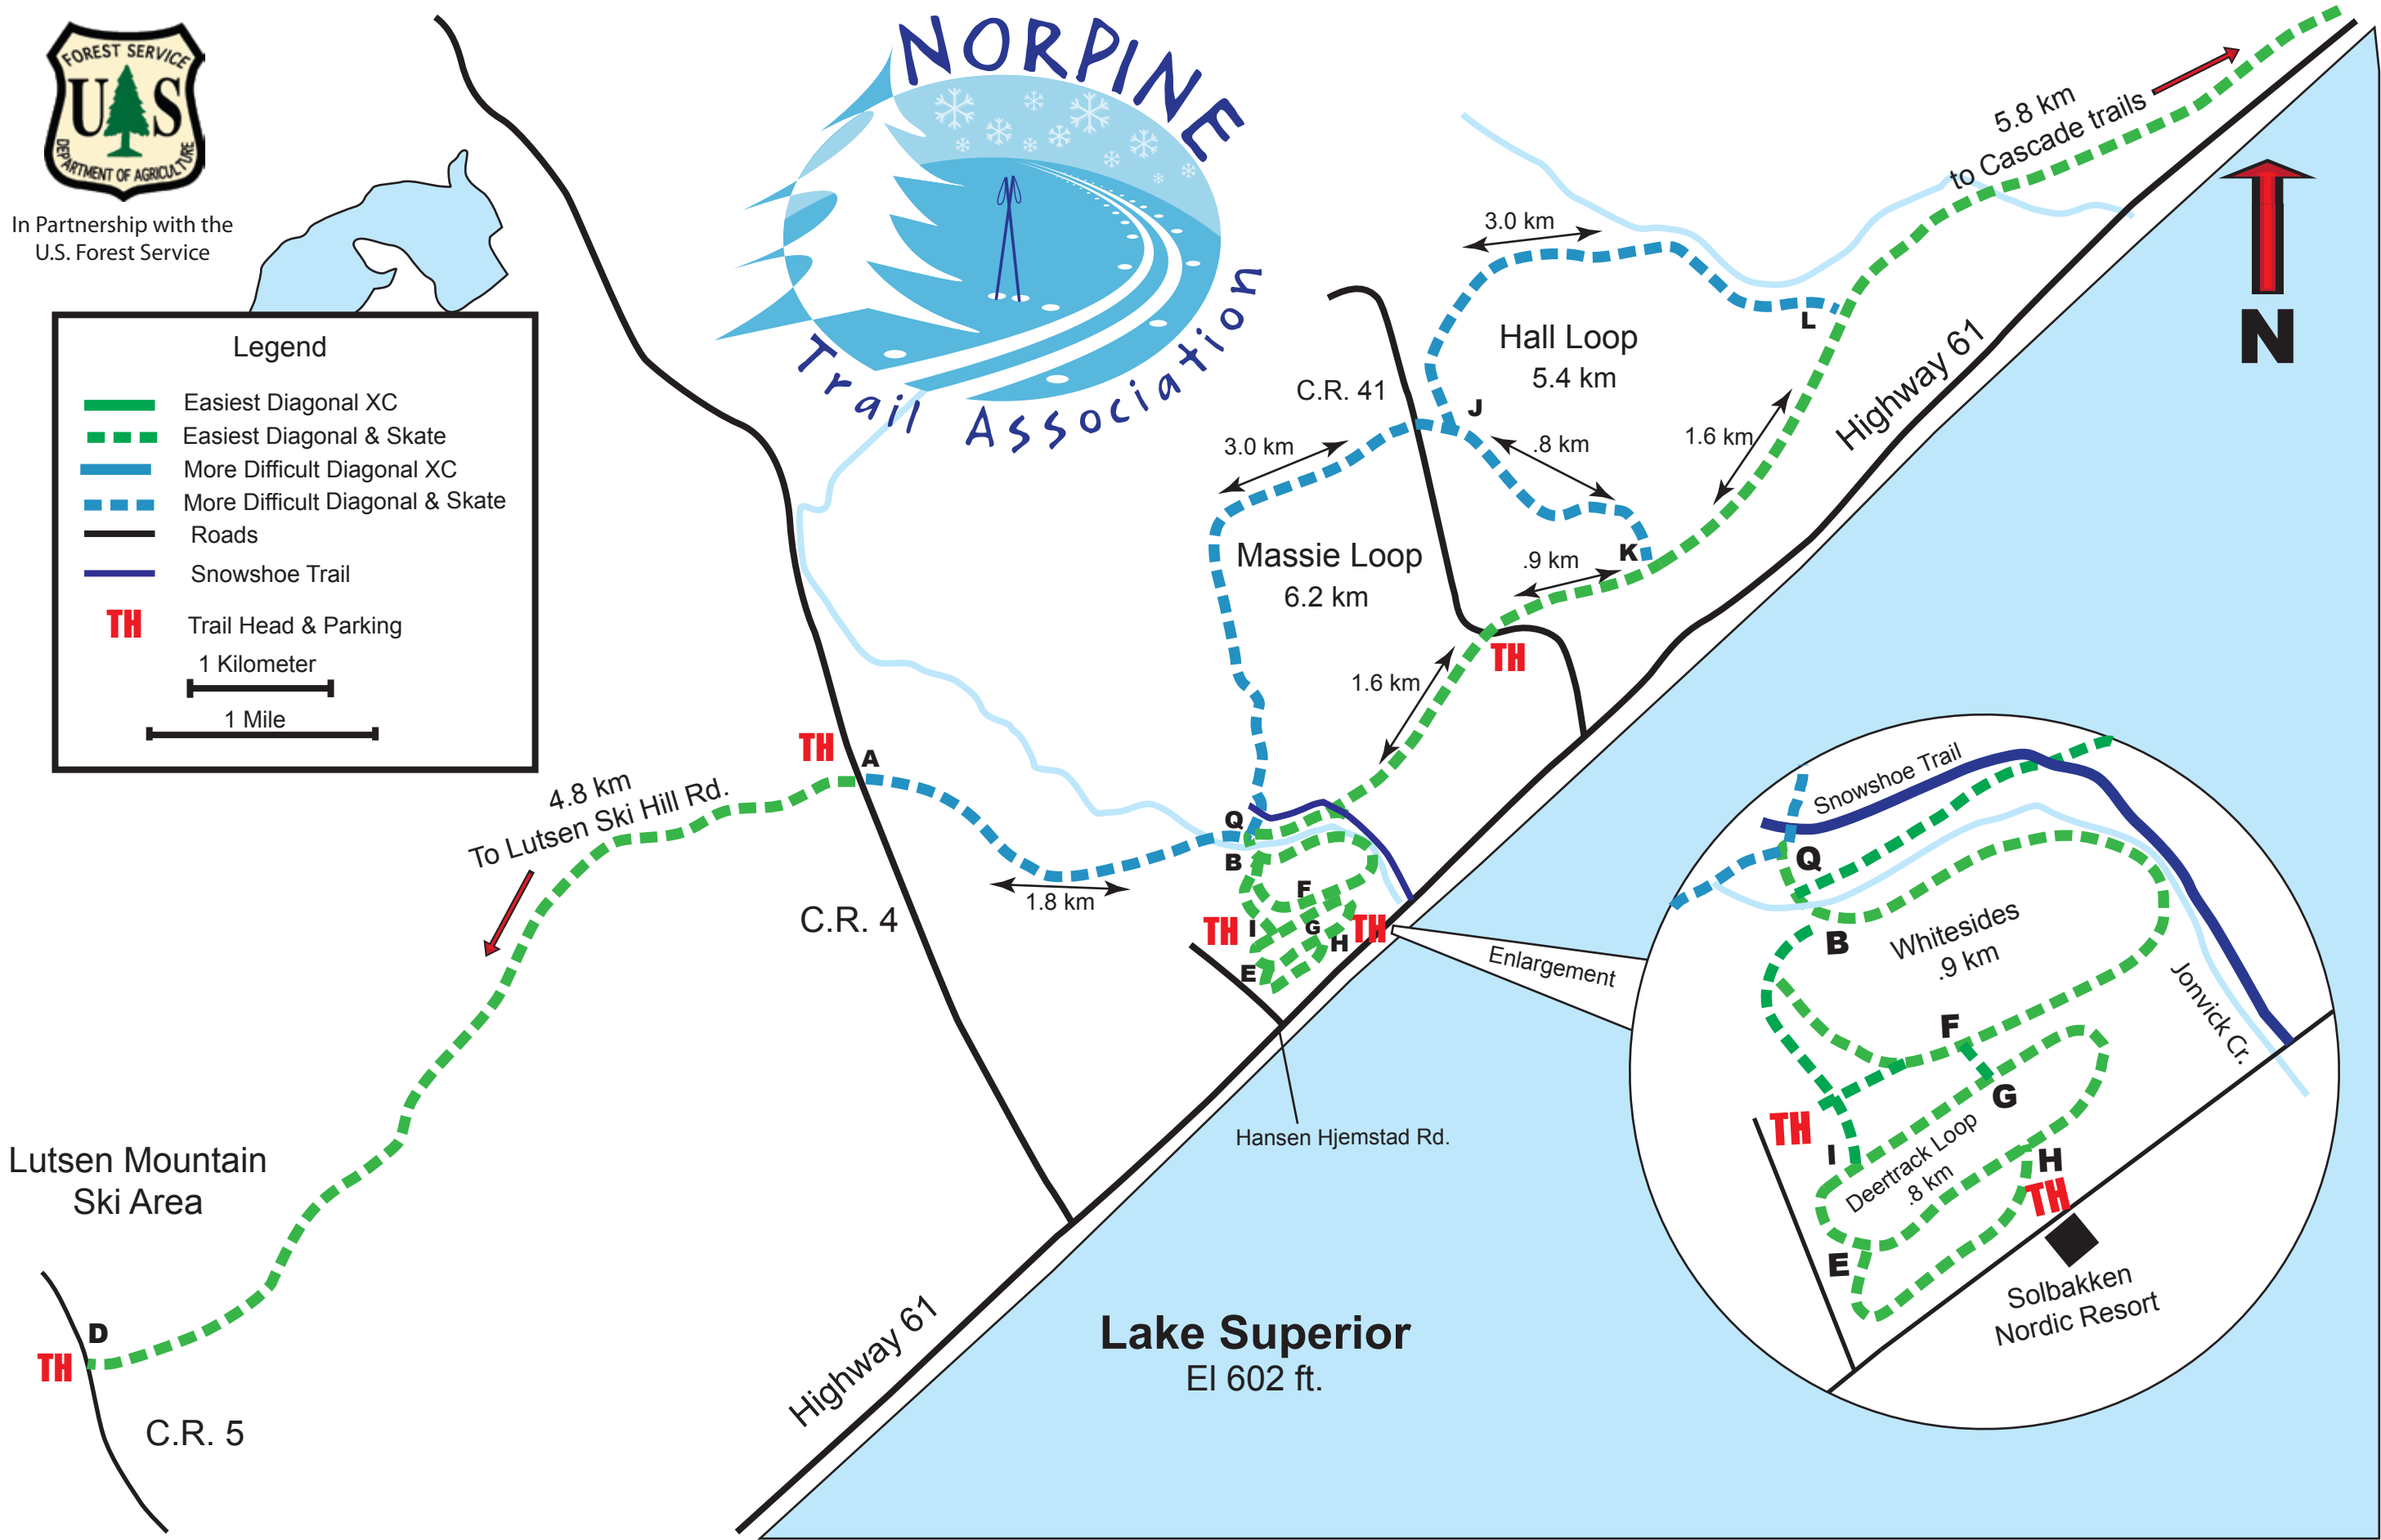 FOREST SERVICE
U S
DEPARTMENT OF AGRICULTURE
In Partnership with the
U.S. Forest Service
NORPINE
Trail Association
Legend
Easiest Diagonal XC
Easiest Diagonal & Skate
More Difficult Diagonal XC
More Difficult Diagonal & Skate
Roads
Snowshoe Trail
TH Trail Head & Parking
1 Kilometer
1 Mile
5.8 km
to Cascade trails
N
3.0 km
L
Hall Loop
5.4 km
Highway 61
C.R. 41
J
3.0 km
.8 km
1.6 km
K
Massie Loop
6.2 km
.9 km
TH
1.6 km
TH
A
4.8 km
To Lutsen Ski Hill Rd.
Q
B
1.8 km
C.R. 4
F
TH
I
G
H
TH
E
Enlargement
Hansen Hjemstad Rd.
Snowshoe Trail
Q
B
Whitesides
.9 km
Jonvick Cr.
F
G
TH
I
Deertrack Loop
.8 km
H
TH
E
Solbakken
Nordic Resort
Lutsen Mountain
Ski Area
D
TH
C.R. 5
Highway 61
Lake Superior
El 602 ft.